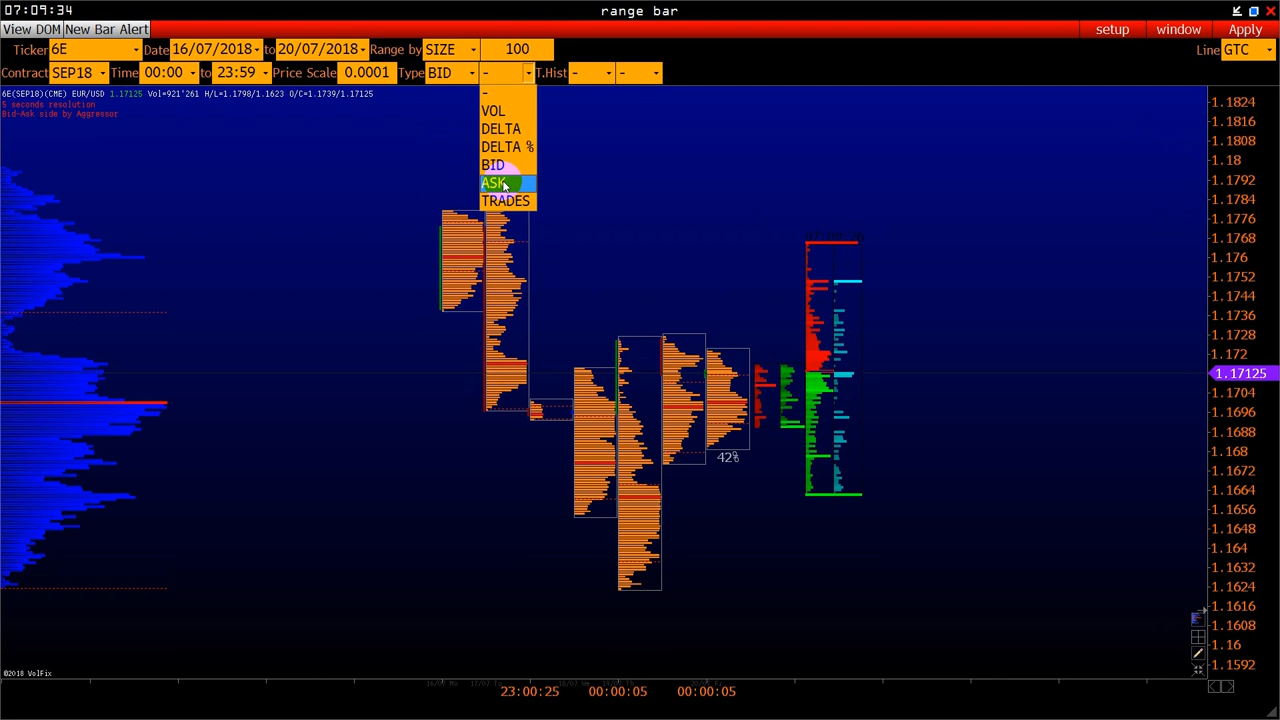 07:09:34
range bar
View DOM New Bar Alert
setup window Apply
Ticker 6E Date 16/07/2018 to 20/07/2018 Range by SIZE 100 Line GTC
Contract SEP18 Time 00:00 to 23:59 Price Scale 0.0001 Type BID - T.Hist - -
-
VOL
DELTA
DELTA %
BID
ASK
TRADES
6E(SEP18)(CME) EUR/USD 1.17125 Vol=921'261 H/L=1.1798/1.1623 O/C=1.1739/1.17125
5 seconds resolution
Bid-Ask side by Aggressor
1.1824
1.1816
1.1808
1.18
1.1792
1.1784
1.1776
1.1768
1.176
1.1752
1.1744
1.1736
1.1728
1.172
1.17125
1.1704
1.1696
1.1688
1.168
1.1672
1.1664
1.1656
1.1648
1.164
1.1632
1.1624
1.1616
1.1608
1.16
1.1592
42%
©2018 VolFix
23:00:25 00:00:05 00:00:05